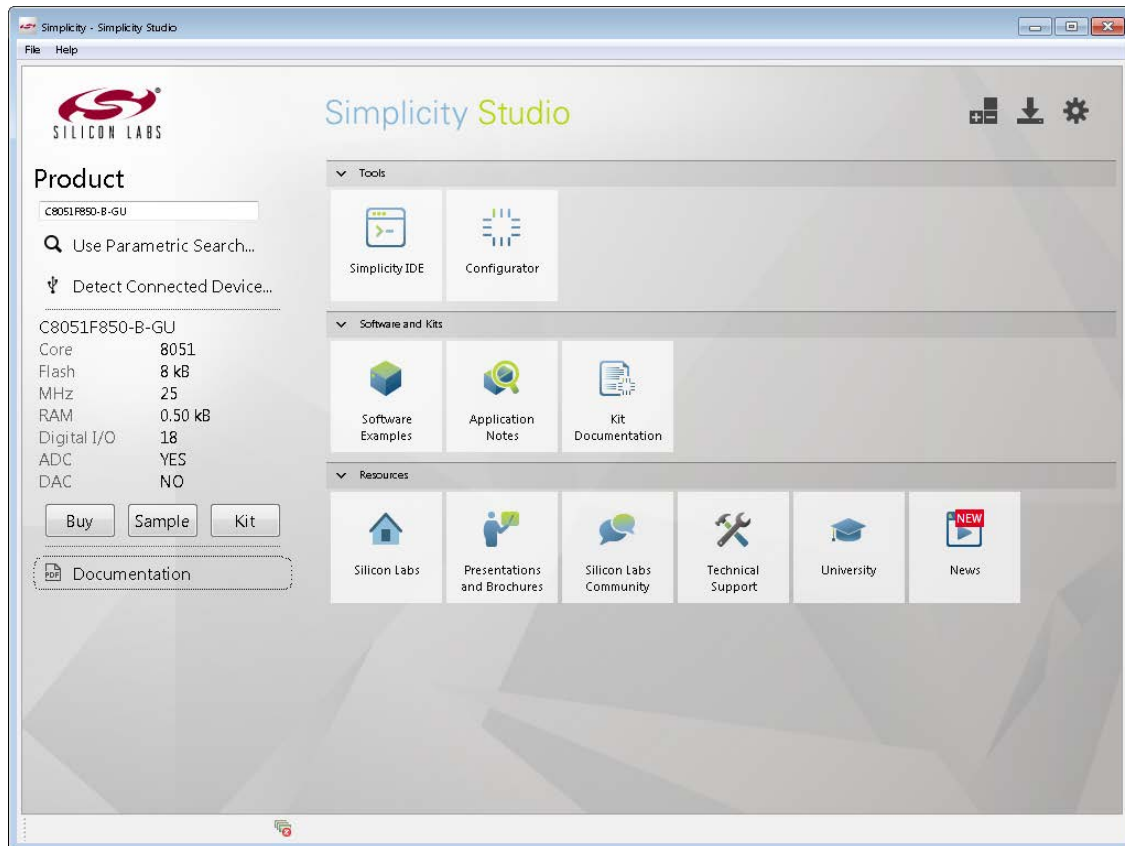 Simplicity - Simplicity Studio
File Help
SILICON LABS
Simplicity Studio
Product
C8051F850-B-GU
Use Parametric Search...
Detect Connected Device...
C8051F850-B-GU
Core 8051
Flash 8 kB
MHz 25
RAM 0.50 kB
Digital I/O 18
ADC YES
DAC NO
Buy Sample Kit
PDF Documentation
Tools
Simplicity IDE
Configurator
Software and Kits
Software
Examples
Application
Notes
Kit
Documentation
Resources
Silicon Labs
Presentations
and Brochures
Silicon Labs
Community
Technical
Support
University
NEW
News